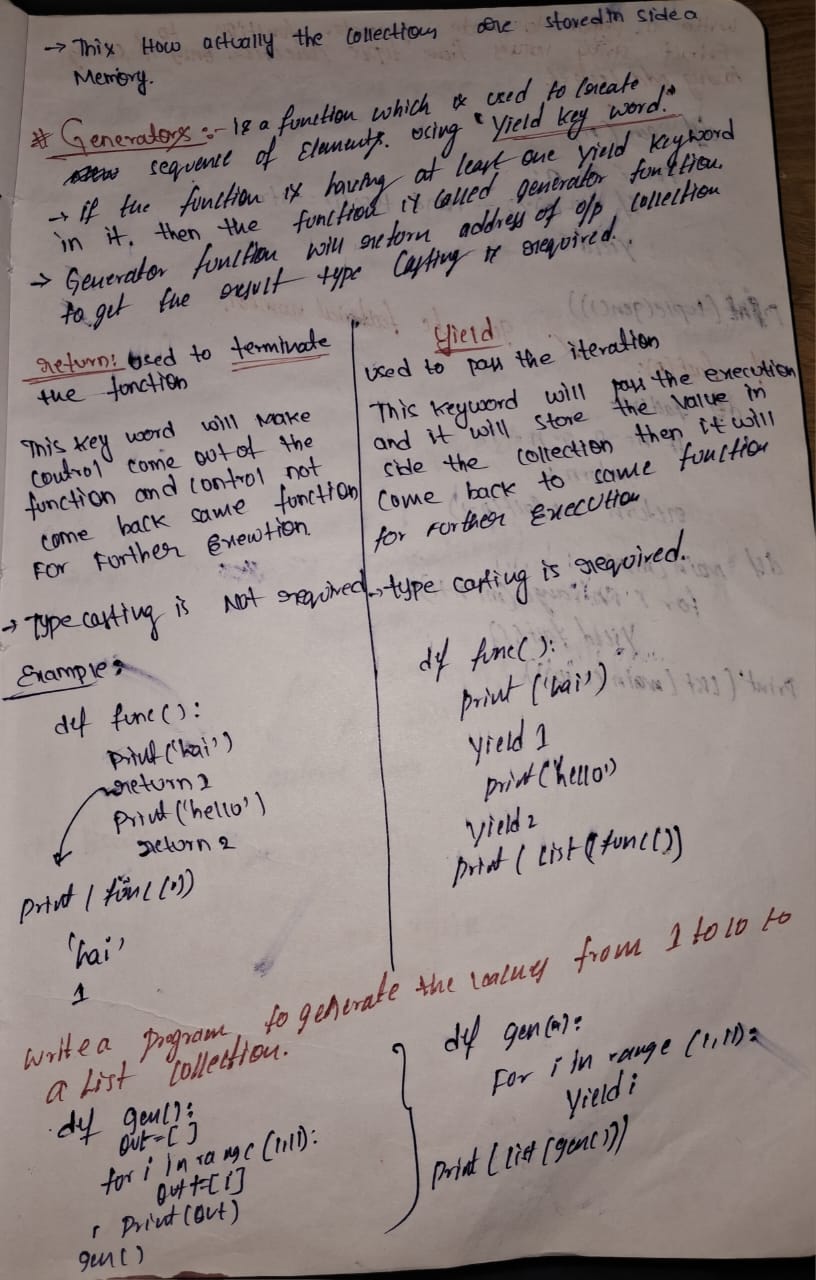 → This How actually the collections are stored in side a
Memory.
# Generators :- Is a function which is used to create
sequence of Elements. Using "Yield key word."
→ if the function is having at least one yield keyword
in it, then the function is called generator function.
→ Generator function will return address of o/p collection
to get the result type Casting is required.
return: Used to terminate
the function
This key word will Make
control come out of the
function and control not
come back same function
For Further Execution
→ Type casting is Not required
Example:
def func():
print('hai')
return 1
Print('hello')
return 2
Print(func())
'hai'
1
Yield
Used to pass the iteration
This keyword will pass the execution
and it will store the value in
side the collection then it will
come back to same function
for Further Execution
→ type casting is required.
def func():
print('hai')
yield 1
print('hello')
Yield 2
Print(List(func())
Write a program to generate the values from 1 to 10 to
a List collection.
def gen():
out=[]
for i in range(1,11):
out+=[i]
Print(out)
gen()
def gen():
For i in range (1,11):
Yield i
Print(list(gen()))